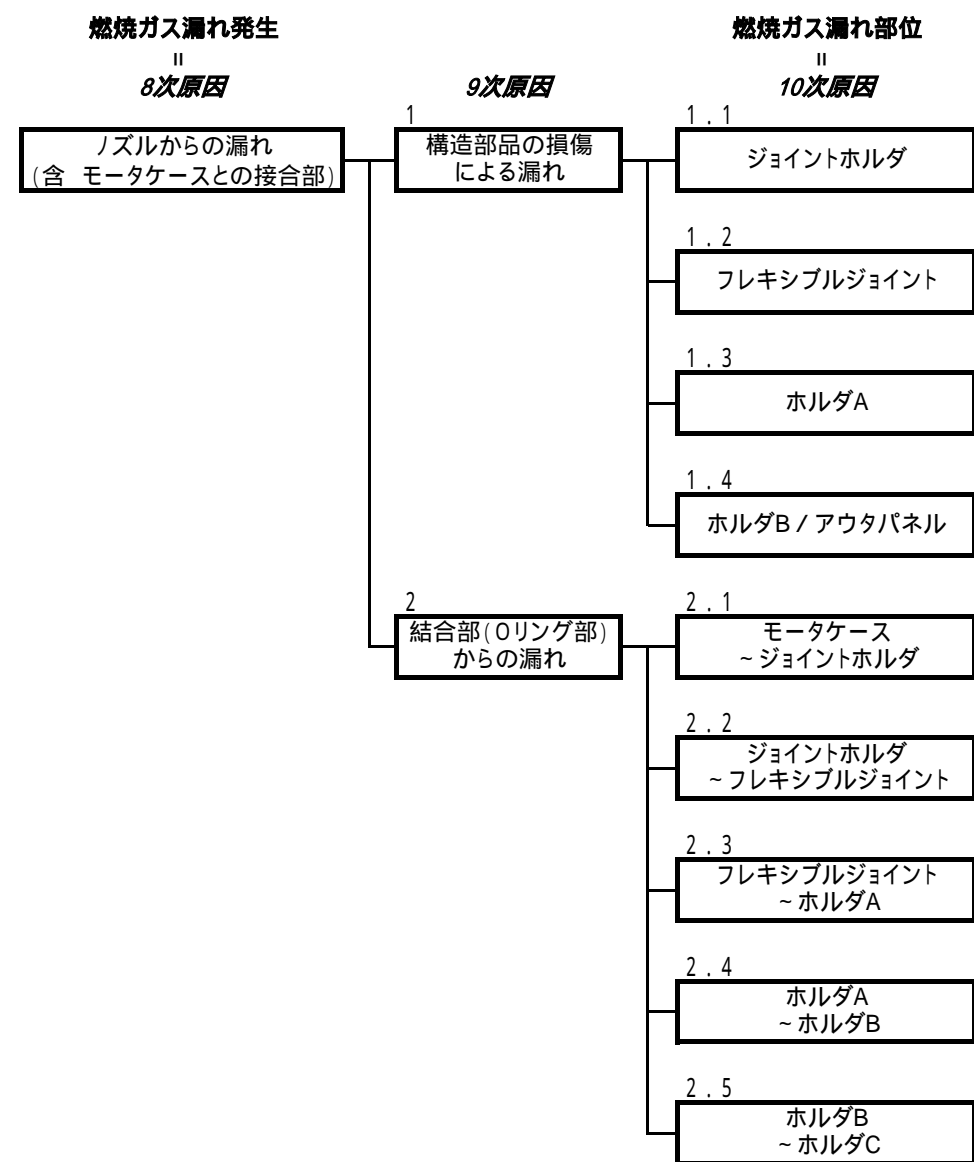 燃焼ガス漏れ発生
=
8次原因
9次原因
燃焼ガス漏れ部位
=
10次原因
ノズルからの漏れ
(含 モータケースとの接合部)
1
構造部品の損傷
による漏れ
1.1
ジョイントホルダ
1.2
フレキシブルジョイント
1.3
ホルダA
1.4
ホルダB/アウタパネル
2
結合部(Oリング部)
からの漏れ
2.1
モータケース
~ジョイントホルダ
2.2
ジョイントホルダ
~フレキシブルジョイント
2.3
フレキシブルジョイント
~ホルダA
2.4
ホルダA
~ホルダB
2.5
ホルダB
~ホルダC